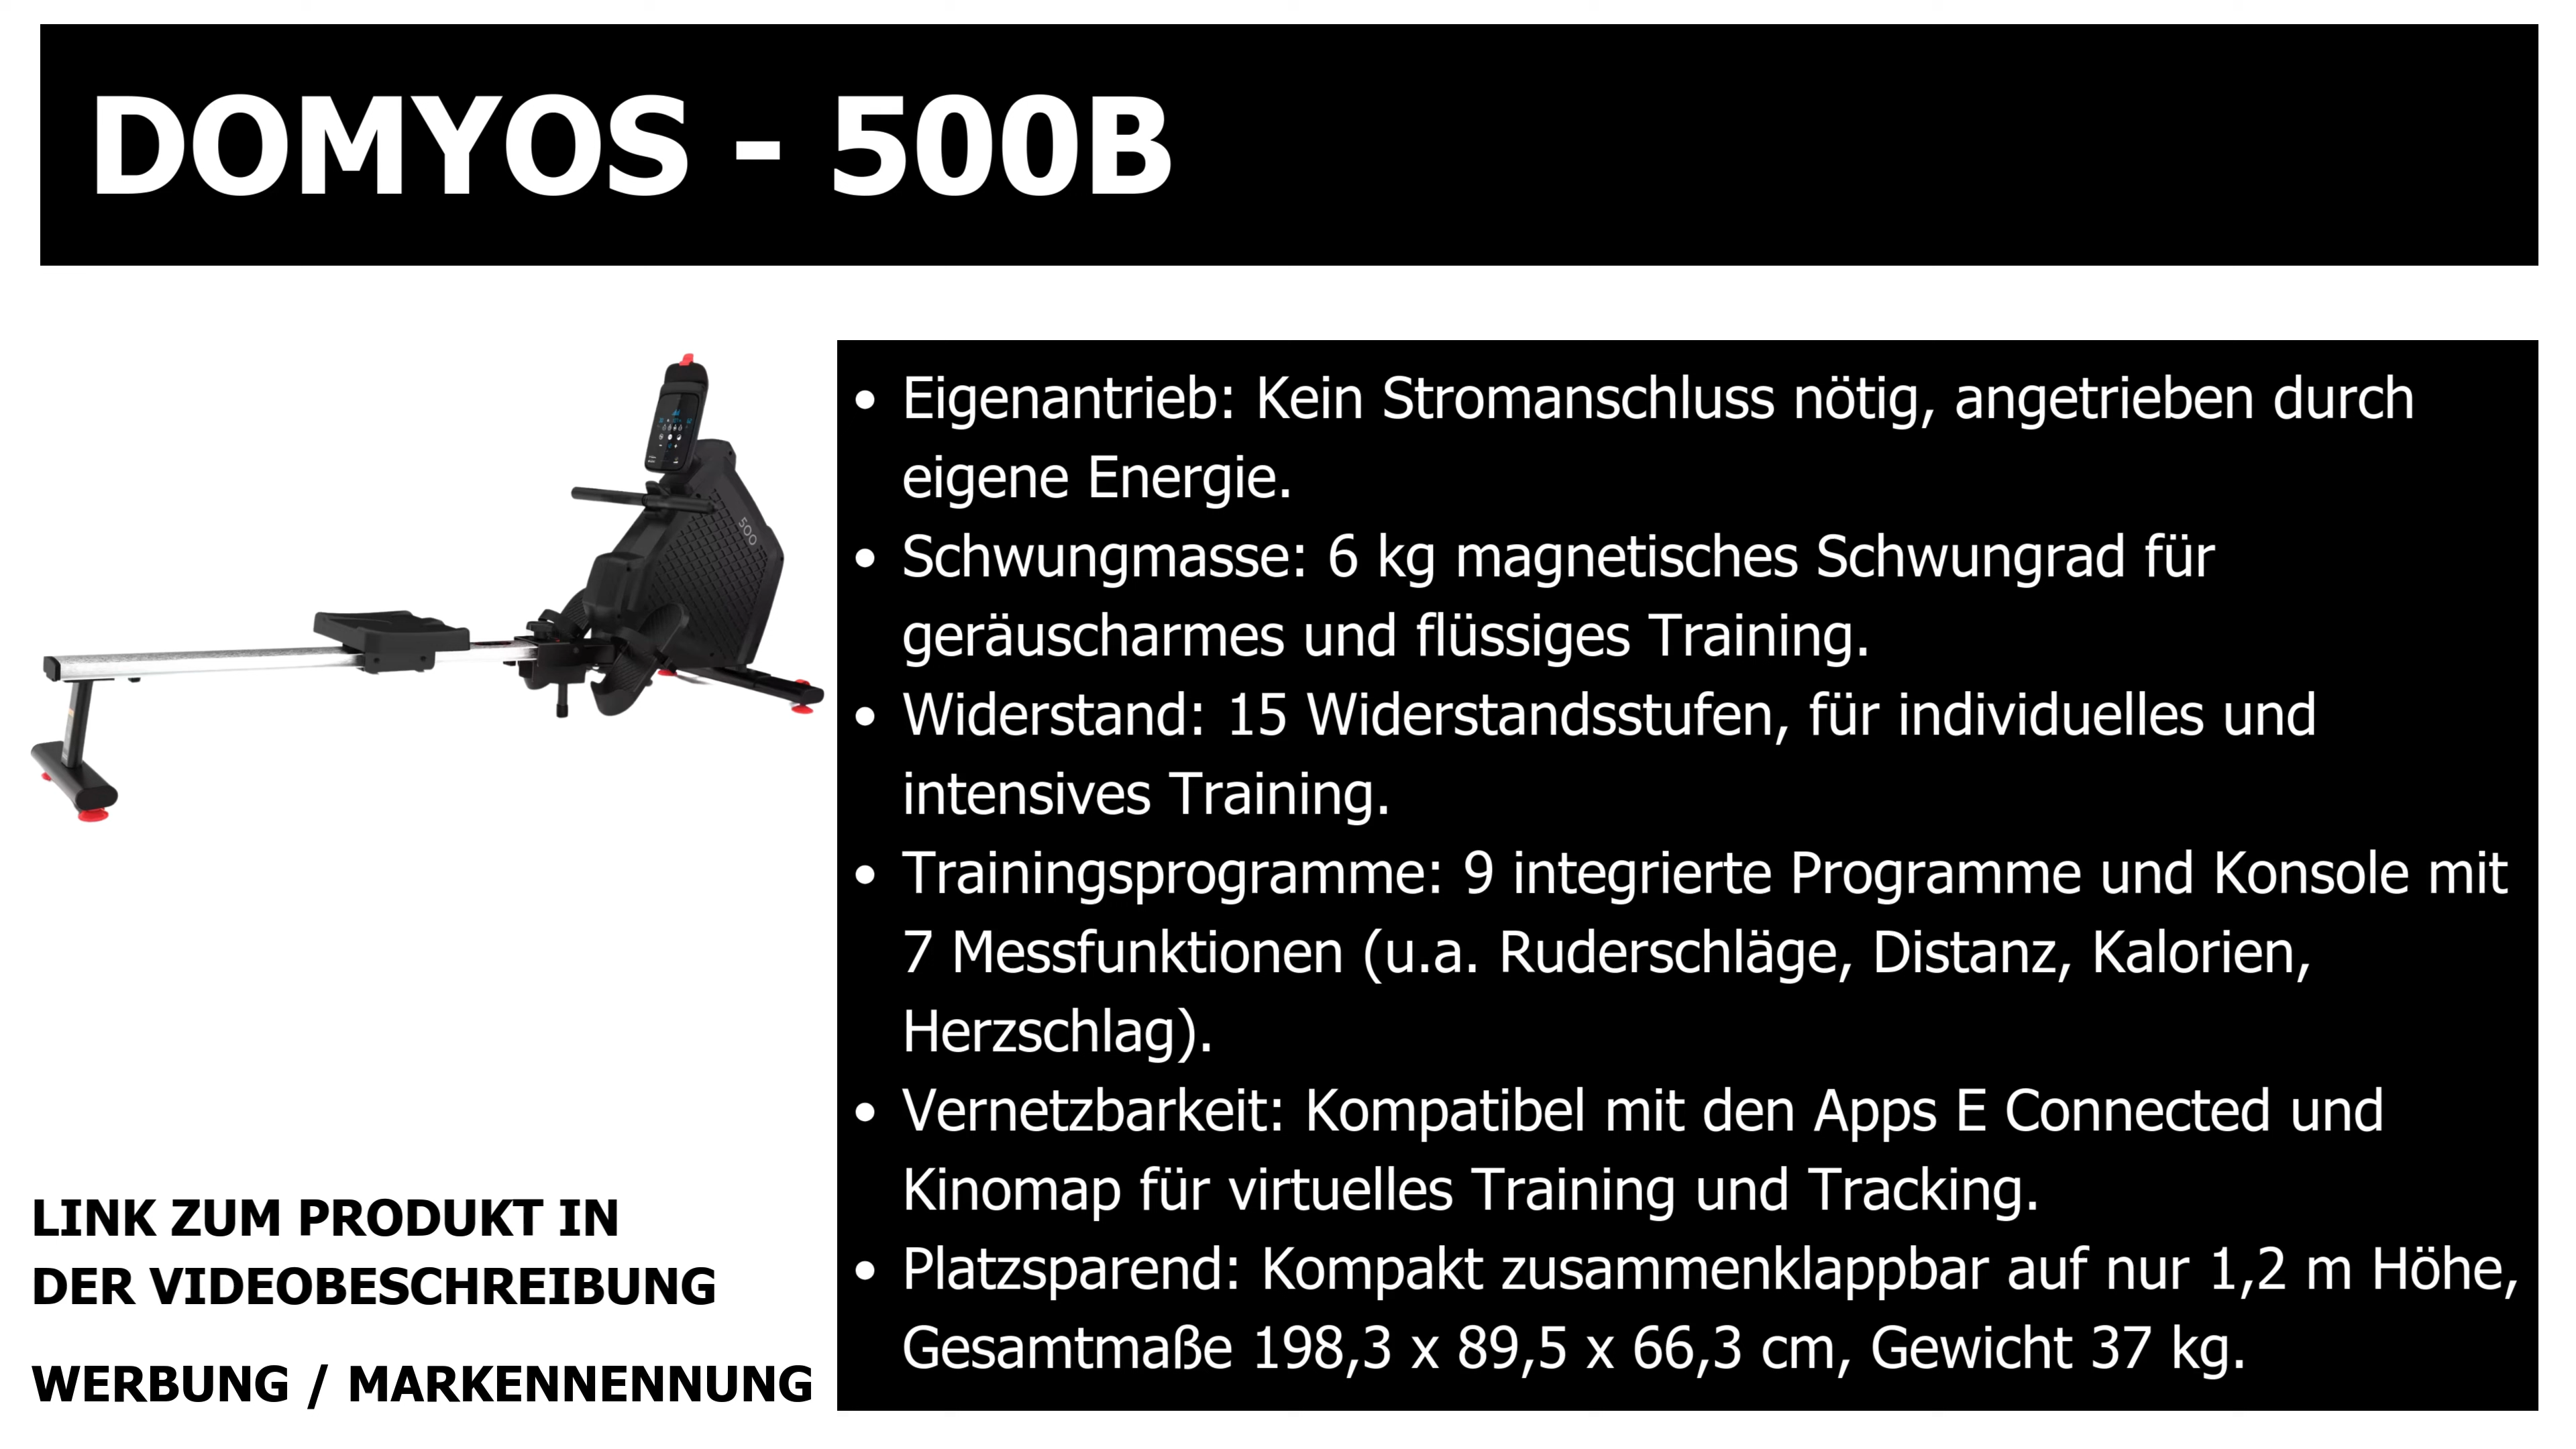 DOMYOS - 500B
500
• Eigenantrieb: Kein Stromanschluss nötig, angetrieben durch
eigene Energie.
• Schwungmasse: 6 kg magnetisches Schwungrad für
geräuscharmes und flüssiges Training.
• Widerstand: 15 Widerstandsstufen, für individuelles und
intensives Training.
• Trainingsprogramme: 9 integrierte Programme und Konsole mit
7 Messfunktionen (u.a. Ruderschläge, Distanz, Kalorien,
Herzschlag).
• Vernetzbarkeit: Kompatibel mit den Apps E Connected und
Kinomap für virtuelles Training und Tracking.
• Platzsparend: Kompakt zusammenklappbar auf nur 1,2 m Höhe,
Gesamtmaße 198,3 x 89,5 x 66,3 cm, Gewicht 37 kg.
LINK ZUM PRODUKT IN
DER VIDEOBESCHREIBUNG
WERBUNG / MARKENNENNUNG